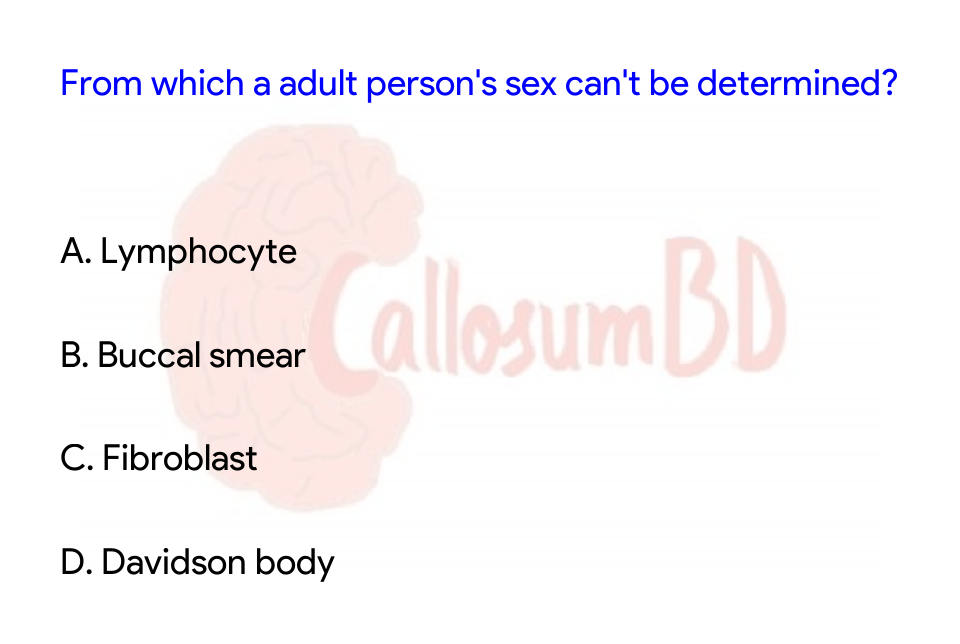 From which a adult person's sex can't be determined?
CallosumBD
A. Lymphocyte
B. Buccal smear
C. Fibroblast
D. Davidson body